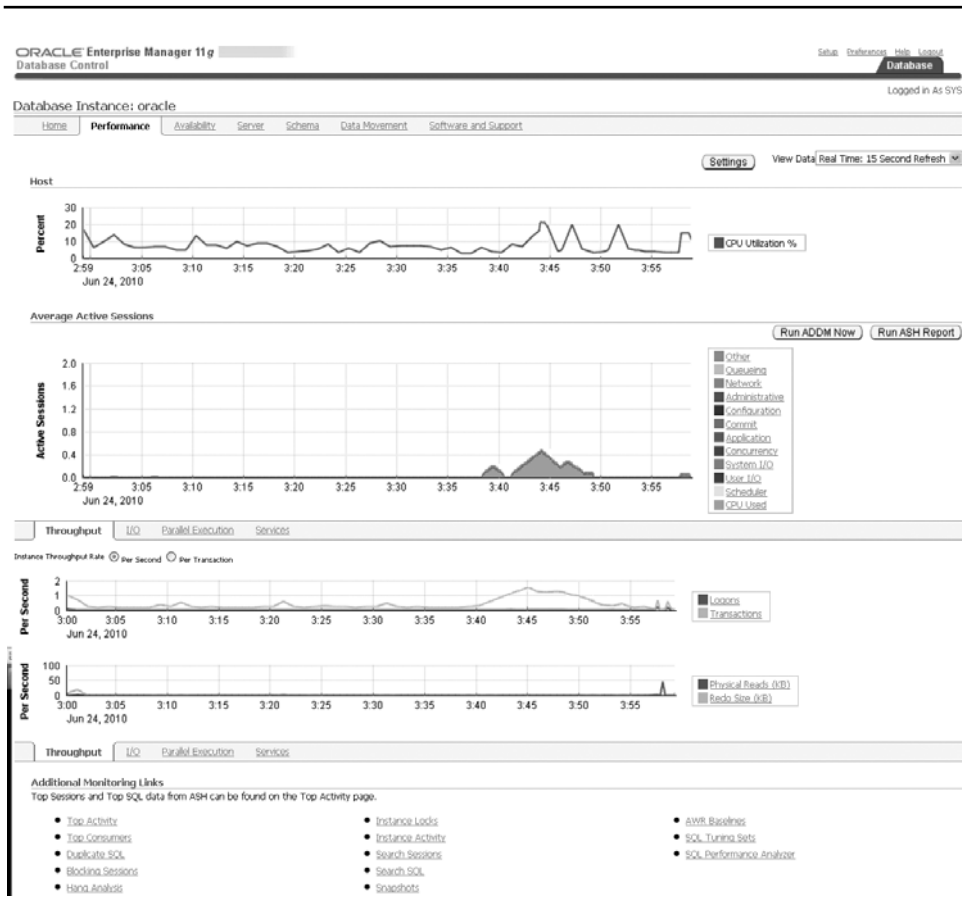 ORACLE Enterprise Manager 11g
Database Control
Setup Preferences Help Logout
Database
Logged in As SYS
Database Instance: oracle
Home Performance Availability Server Schema Data Movement Software and Support
Settings View Data Real Time: 15 Second Refresh
Host
Percent
30
20
10
0
2:59 3:05 3:10 3:15 3:20 3:25 3:30 3:35 3:40 3:45 3:50 3:55
Jun 24, 2010
CPU Utilization %
Average Active Sessions
Run ADDM Now Run ASH Report
Active Sessions
2.0
1.6
1.2
0.8
0.4
0.0
2:59 3:05 3:10 3:15 3:20 3:25 3:30 3:35 3:40 3:45 3:50 3:55
Jun 24, 2010
Other
Queueing
Network
Administrative
Configuration
Commit
Application
Concurrency
System I/O
User I/O
Scheduler
CPU Used
Throughput I/O Parallel Execution Services
Instance Throughput Rate Per Second Per Transaction
Per Second
2
1
0
3:00 3:05 3:10 3:15 3:20 3:25 3:30 3:35 3:40 3:45 3:50 3:55
Jun 24, 2010
Logons
Transactions
Per Second
100
50
0
3:00 3:05 3:10 3:15 3:20 3:25 3:30 3:35 3:40 3:45 3:50 3:55
Jun 24, 2010
Physical Reads (KB)
Redo Size (KB)
Throughput I/O Parallel Execution Services
Additional Monitoring Links
Top Sessions and Top SQL data from ASH can be found on the Top Activity page.
Top Activity
Top Consumers
Duplicate SQL
Blocking Sessions
Hang Analysis
Instance Locks
Instance Activity
Search Sessions
Search SQL
Snapshots
AWR Baselines
SQL Tuning Sets
SQL Performance Analyzer